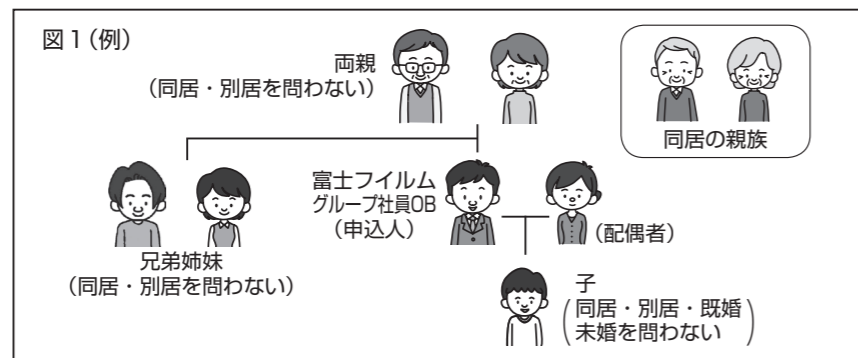 図1(例)
両親
(同居・別居を問わない)
同居の親族
富士フイルム
グループ社員OB
(申込人)
(配偶者)
兄弟姉妹
(同居・別居を問わない)
子
(同居・別居・既婚
未婚を問わない)